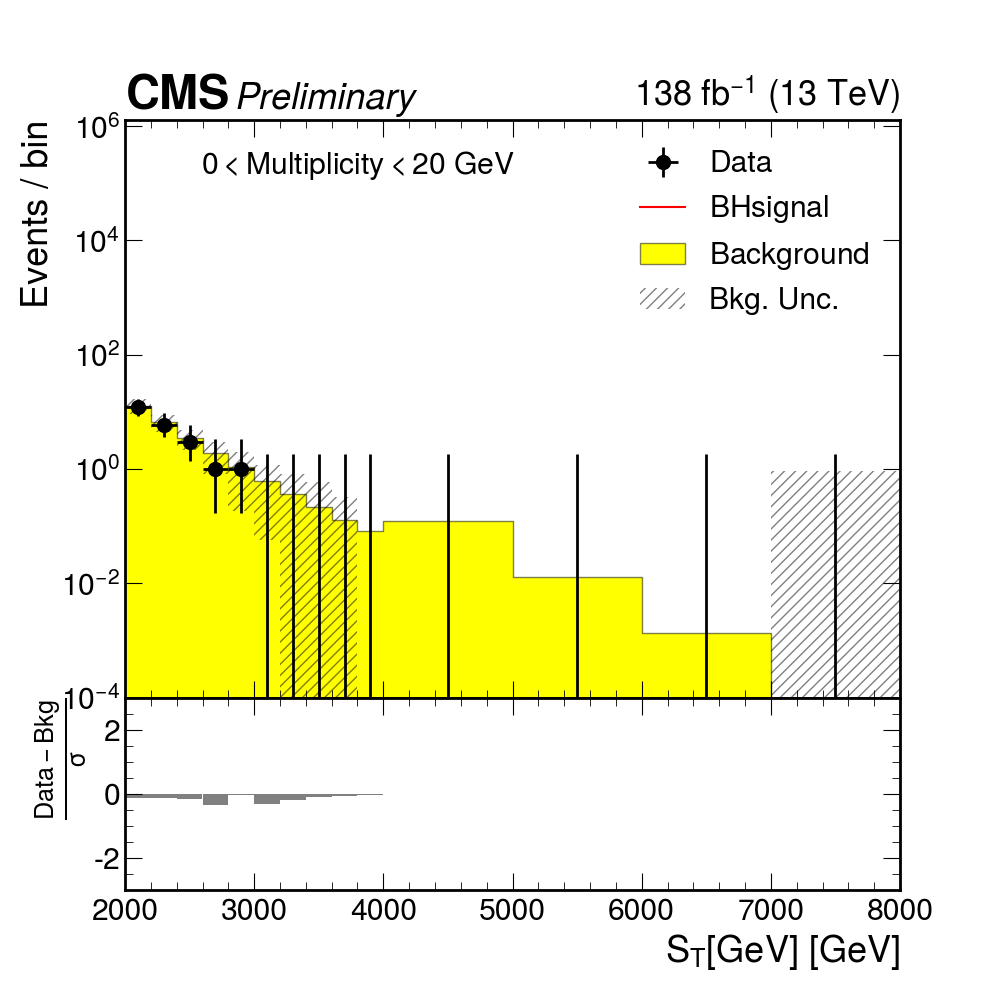 CMS Preliminary 138 fb⁻¹ (13 TeV)
Events / bin
0 < Multiplicity < 20 GeV
Data
BHsignal
Background
Bkg. Unc.
10⁶
10⁴
10²
10⁰
10⁻²
10⁻⁴
Data − Bkg
σ
2
0
-2
2000 3000 4000 5000 6000 7000 8000
S_T[GeV] [GeV]